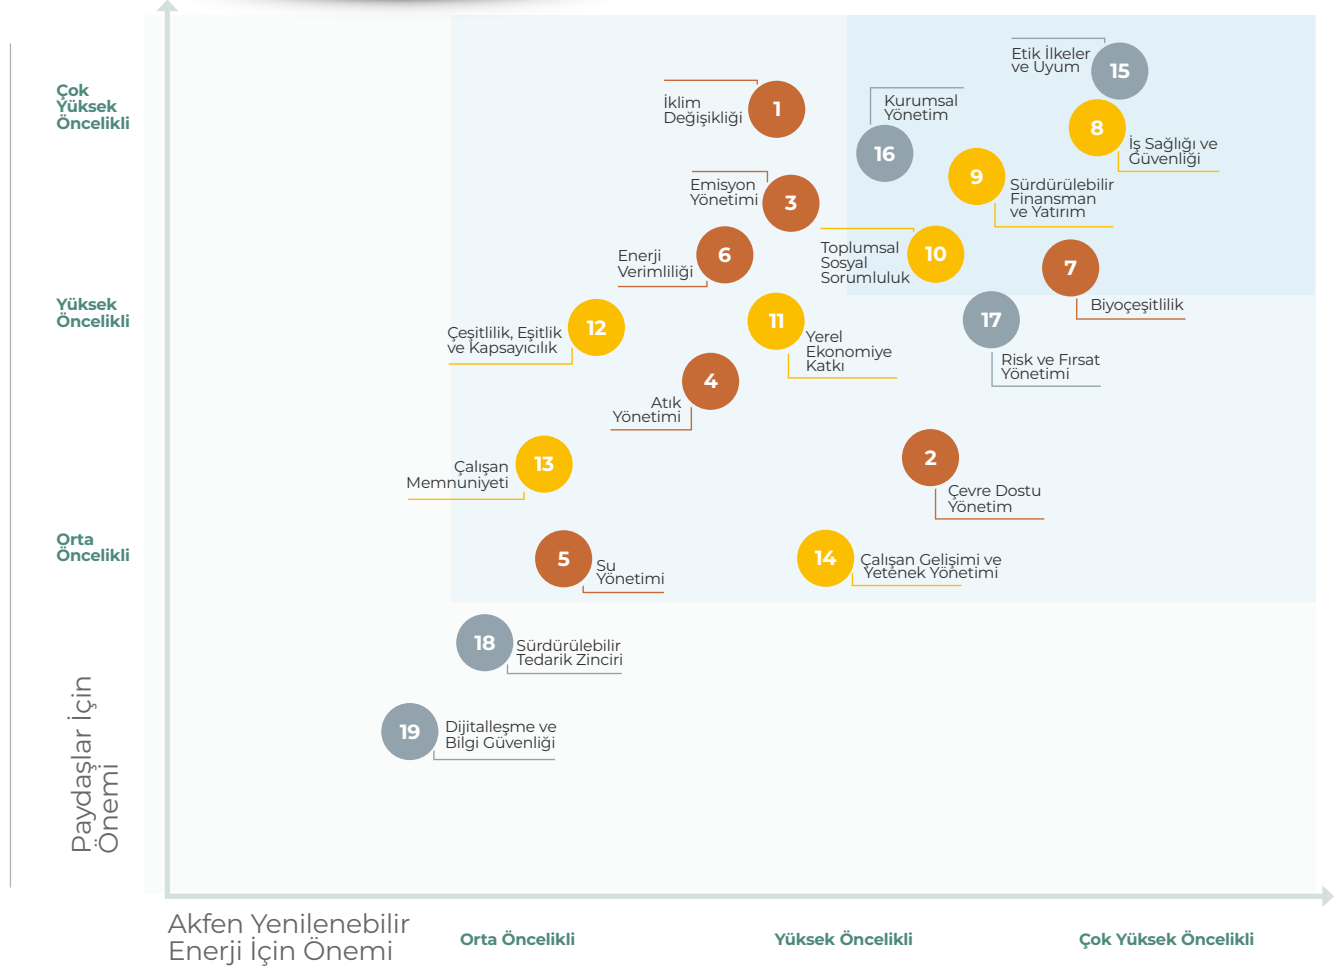 Çok
Yüksek
Öncelikli
Yüksek
Öncelikli
Orta
Öncelikli
Paydaşlar İçin
Önemi
Etik İlkeler
ve Uyum
15
İklim
Değişikliği
1
Kurumsal
Yönetim
16
8
İş Sağlığı ve
Güvenliği
9
Sürdürülebilir
Finansman
ve Yatırım
Emisyon
Yönetimi
3
Enerji
Verimliliği
6
Toplumsal
Sosyal
Sorumluluk
10
7
Biyoçeşitlilik
Çeşitlilik, Eşitlik
ve Kapsayıcılık
12
11
Yerel
Ekonomiye
Katkı
17
Risk ve Fırsat
Yönetimi
4
Atık
Yönetimi
Çalışan
Memnuniyeti
13
2
Çevre Dostu
Yönetim
5
Su
Yönetimi
14
Çalışan Gelişimi ve
Yetenek Yönetimi
18
Sürdürülebilir
Tedarik Zinciri
19
Dijitalleşme ve
Bilgi Güvenliği
Akfen Yenilenebilir
Enerji İçin Önemi
Orta Öncelikli
Yüksek Öncelikli
Çok Yüksek Öncelikli